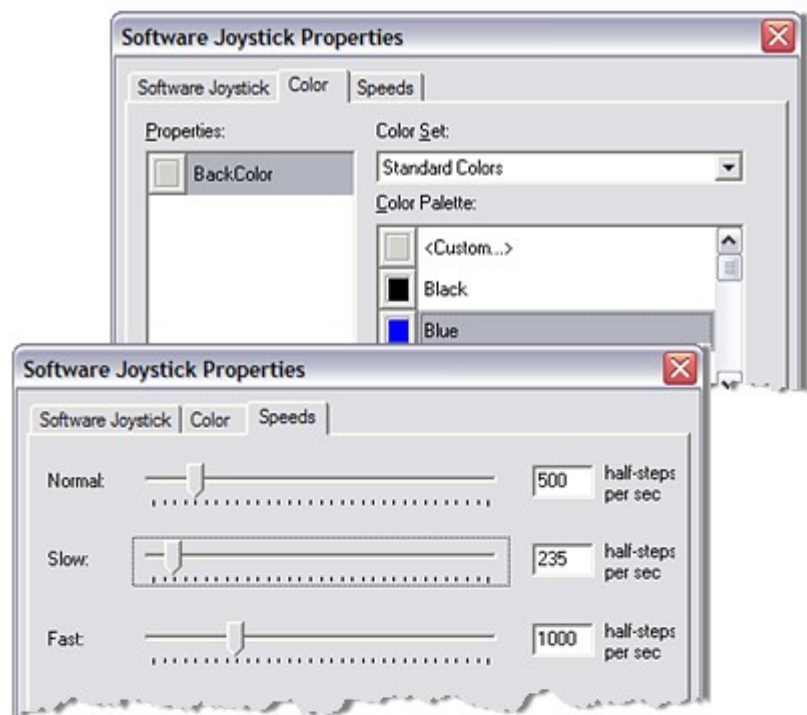 Software Joystick Properties
Software Joystick Color Speeds
Properties:
BackColor
Color Set:
Standard Colors
Color Palette:
<Custom...>
Black
Blue
Software Joystick Properties
Software Joystick Color Speeds
Normal: 500 half-steps per sec
Slow: 235 half-steps per sec
Fast: 1000 half-steps per sec